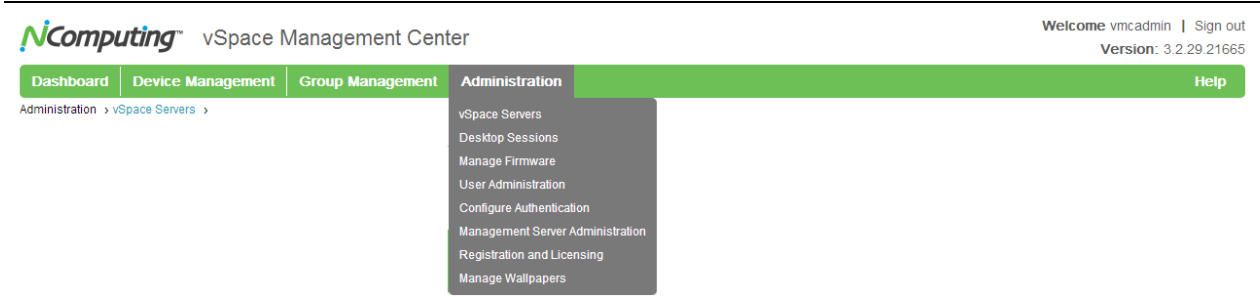 NComputing™ vSpace Management Center
Welcome vmcadmin | Sign out
Version: 3.2.29.21665
Dashboard Device Management Group Management Administration Help
Administration › vSpace Servers ›
vSpace Servers
Desktop Sessions
Manage Firmware
User Administration
Configure Authentication
Management Server Administration
Registration and Licensing
Manage Wallpapers